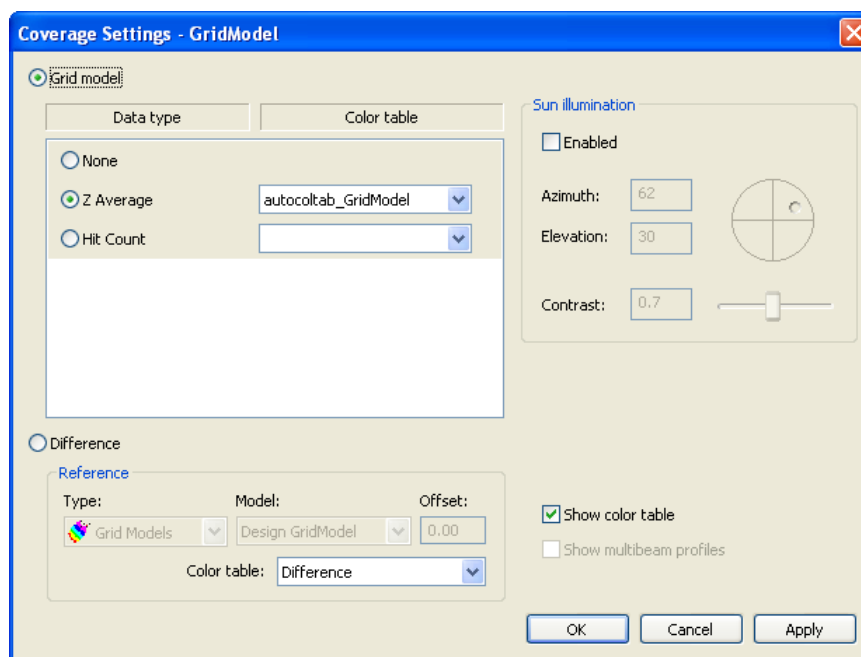 Coverage Settings - GridModel
Grid model
Data type
Color table
None
Z Average
autocoltab_GridModel
Hit Count
Sun illumination
Enabled
Azimuth:
62
Elevation:
30
Contrast:
0.7
Difference
Reference
Type:
Model:
Offset:
Grid Models
Design GridModel
0.00
Color table:
Difference
Show color table
Show multibeam profiles
OK
Cancel
Apply